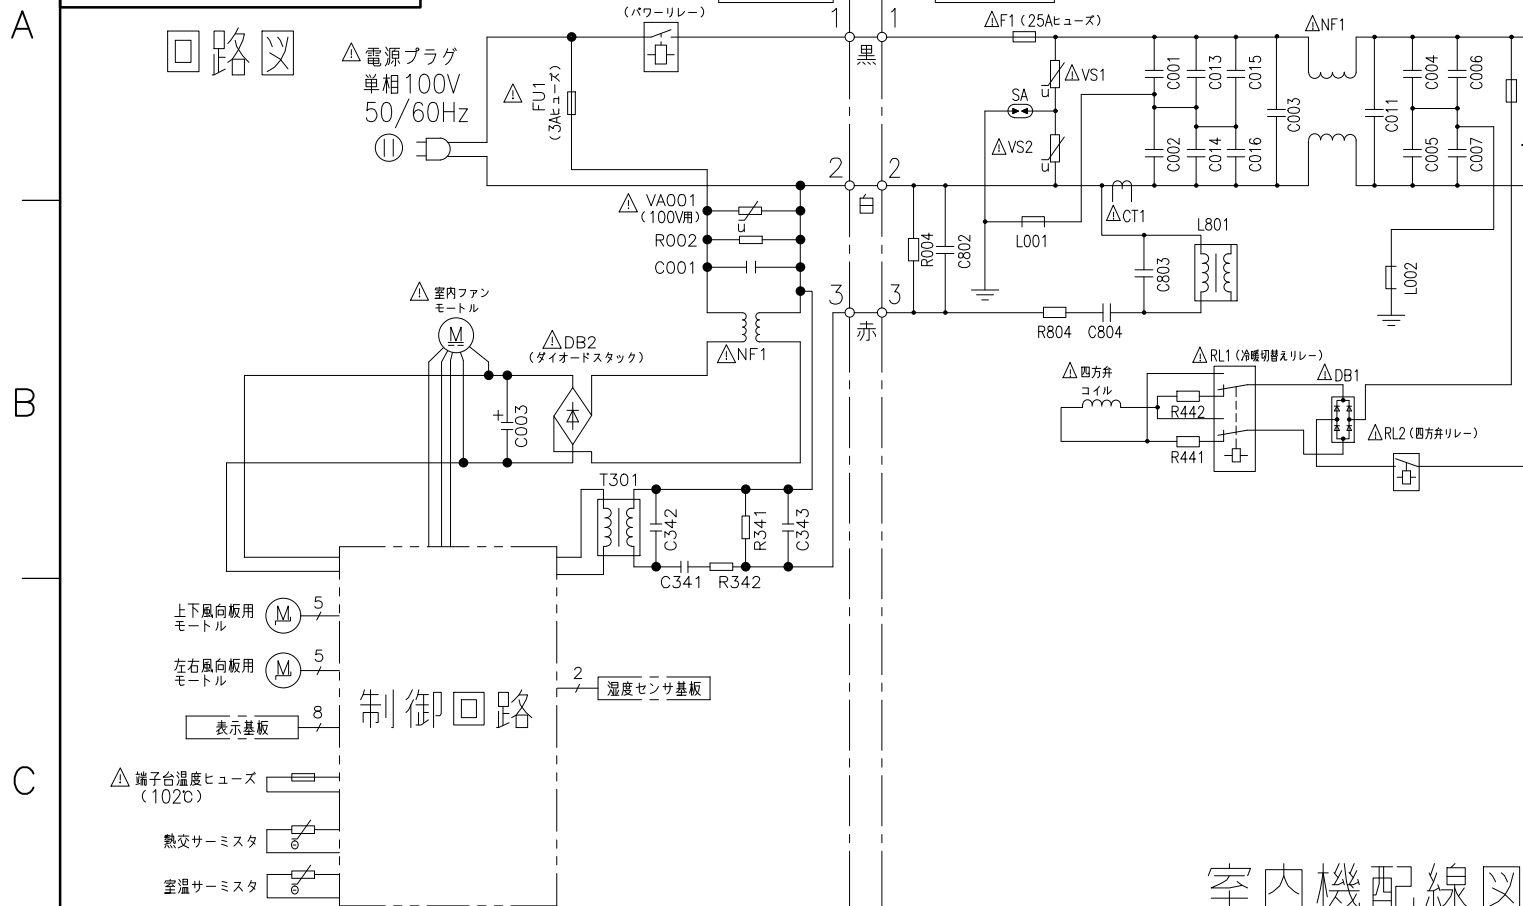 A
B
C
回路図
⚠電源プラグ
単相100V
50/60Hz
(パワーリレー)
⚠
FU1
(3Aヒューズ)
1
1
黒
2
2
白
3
3
赤
⚠F1(25Aヒューズ)
⚠NF1
⚠VS1
u
SA
⚠VS2
u
C001
C013
C015
C003
C002
C014
C016
C011
C004
C006
C005
C007
⚠CT1
L001
L801
R004
C802
C803
R804
C804
L002
⚠VA001
(100V用)
u
R002
C001
⚠NF1
⚠室内ファン
モートル
M
⚠DB2
(ダイオードスタック)
+
C003
⚠四方弁
コイル
R442
R441
⚠RL1(冷暖切替えリレー)
⚠DB1
⚠RL2(四方弁リレー)
T301
C342
R341
C343
C341
R342
上下風向板用
モートル
M
5
左右風向板用
モートル
M
5
表示基板
8
⚠端子台温度ヒューズ
(102℃)
熱交サーミスタ
θ
室温サーミスタ
θ
制御回路
2
湿度センサ基板
室内機配線図